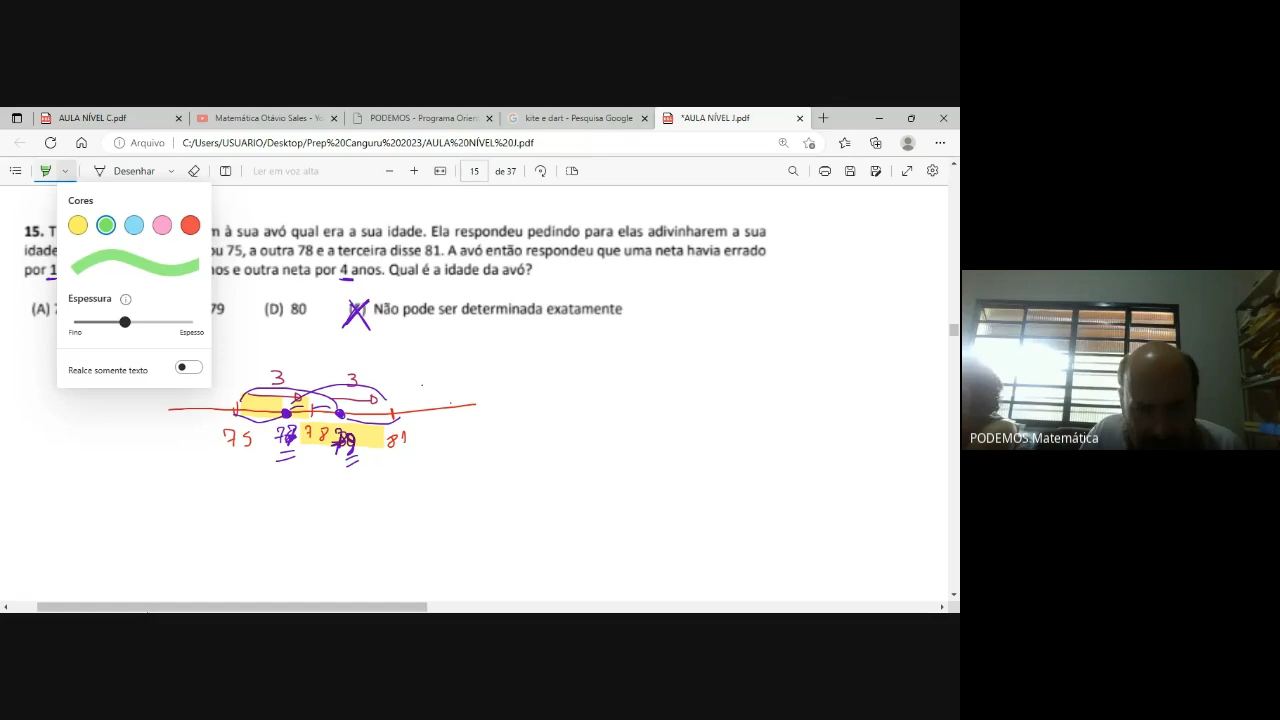 AULA NÍVEL C.pdf
Matemática Otávio Sales - Yo
PODEMOS - Programa Orien
kite e dart - Pesquisa Google
*AULA NÍVEL J.pdf
Arquivo C:/Users/USUARIO/Desktop/Prep%20Canguru%202023/AULA%20NÍVEL%20J.pdf
Desenhar
Ler em voz alta
15 de 37
Cores
Espessura
Fino Espesso
Realce somente texto
15. T m à sua avó qual era a sua idade. Ela respondeu pedindo para elas adivinharem a sua
idade ou 75, a outra 78 e a terceira disse 81. A avó então respondeu que uma neta havia errado
por 1 nos e outra neta por 4 anos. Qual é a idade da avó?
(A) 79 (D) 80 Não pode ser determinada exatamente
3 3
75 78 81
PODEMOS Matemática